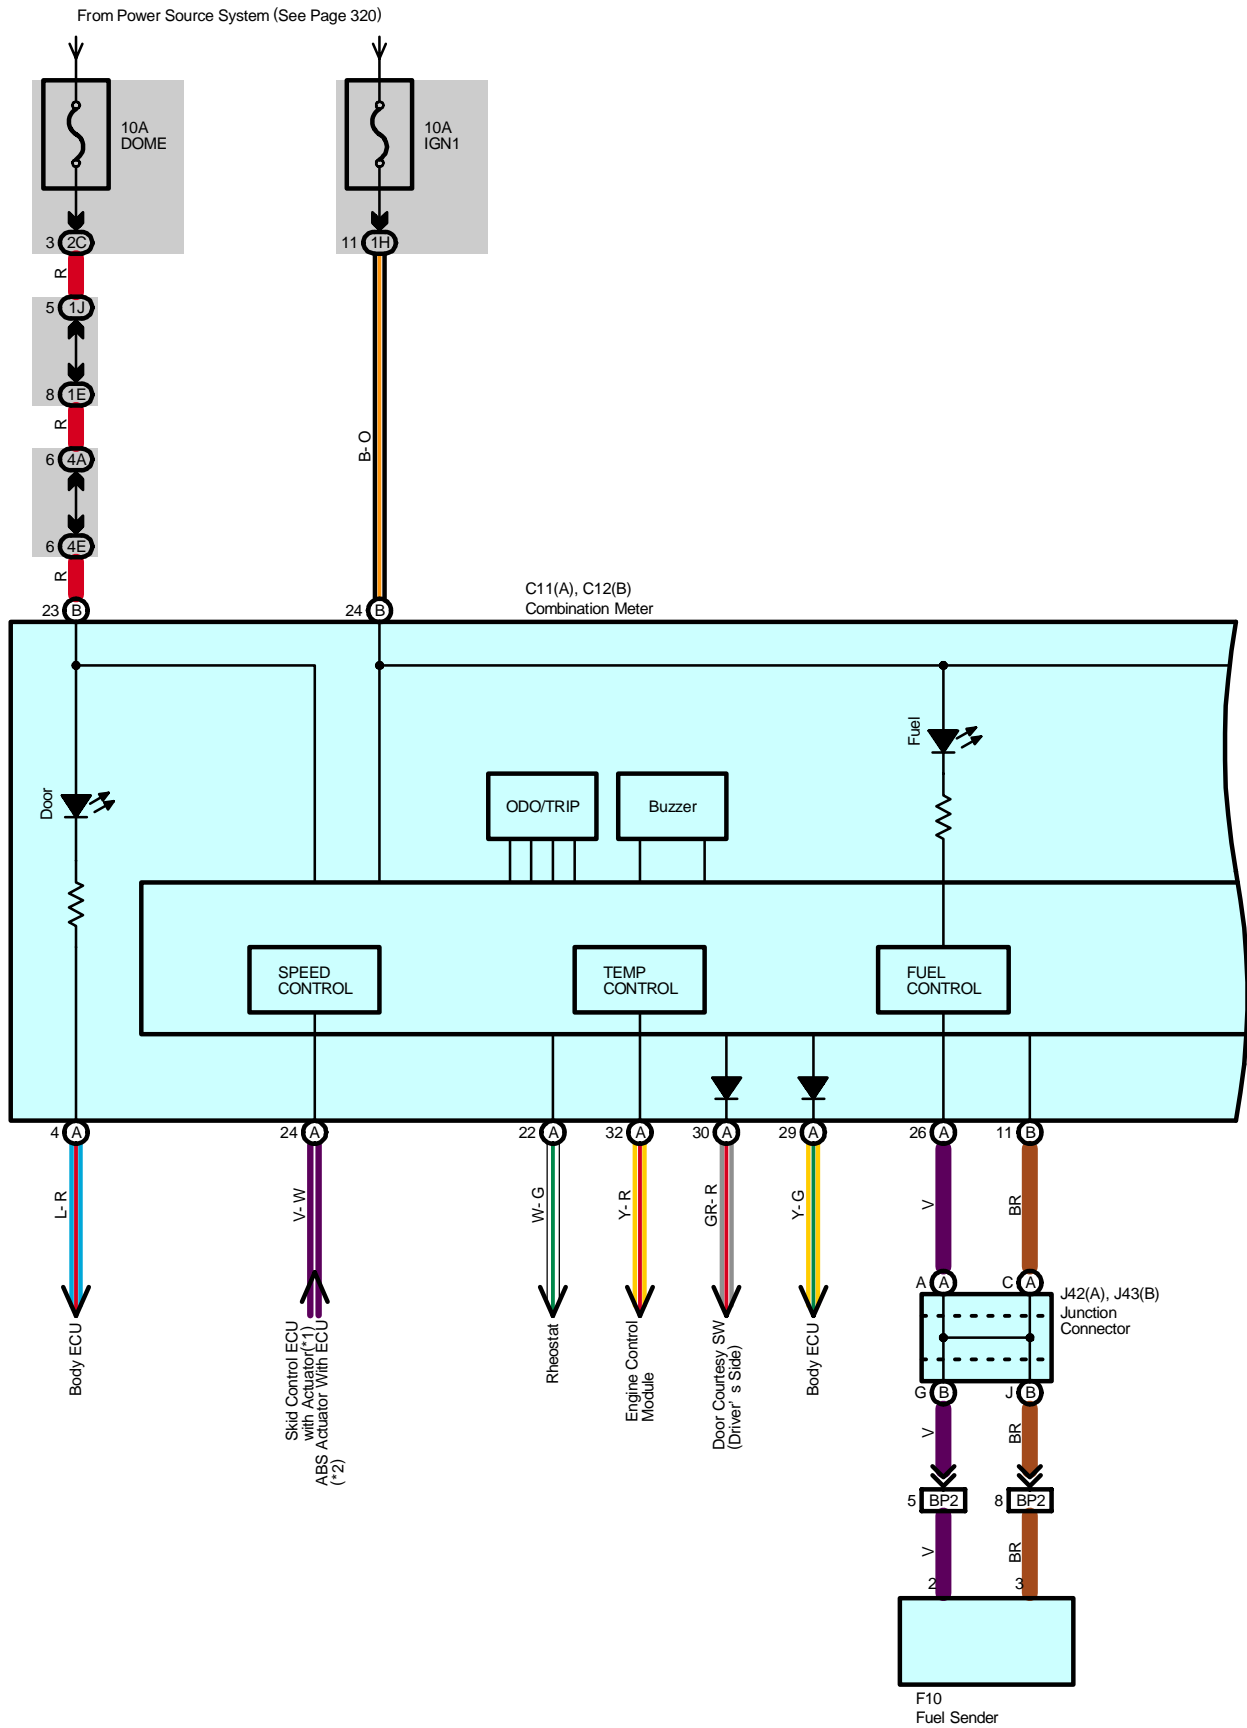 From Power Source System (See Page 320)
10A
DOME
10A
IGN1
3 2C
11 1H
R
5 1J
8 1E
R
B- O
6 4A
6 4E
R
C11(A), C12(B)
Combination Meter
23 B
24 B
Fuel
Door
ODO/TRIP
Buzzer
SPEED
CONTROL
TEMP
CONTROL
FUEL
CONTROL
4 A
24 A
22 A
32 A
30 A
29 A
26 A
11 B
L- R
V- W
W- G
Y- R
GR- R
Y- G
V
BR
A A
C A
J42(A), J43(B)
Junction
Connector
Body ECU
Skid Control ECU
with Actuator(*1)
ABS Actuator With ECU
(*2)
Rheostat
Engine Control
Module
Door Courtesy SW
(Driver' s Side)
Body ECU
G B
J B
V
BR
5 BP2
8 BP2
V
BR
2
3
F10
Fuel Sender